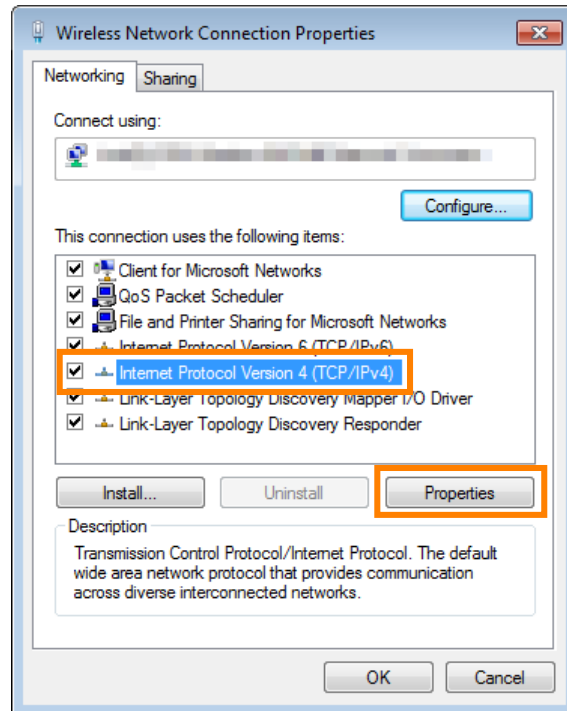 Wireless Network Connection Properties
Networking
Sharing
Connect using:
Configure...
This connection uses the following items:
Client for Microsoft Networks
QoS Packet Scheduler
File and Printer Sharing for Microsoft Networks
Internet Protocol Version 6 (TCP/IPv6)
Internet Protocol Version 4 (TCP/IPv4)
Link-Layer Topology Discovery Mapper I/O Driver
Link-Layer Topology Discovery Responder
Install...
Uninstall
Properties
Description
Transmission Control Protocol/Internet Protocol. The default
wide area network protocol that provides communication
across diverse interconnected networks.
OK
Cancel